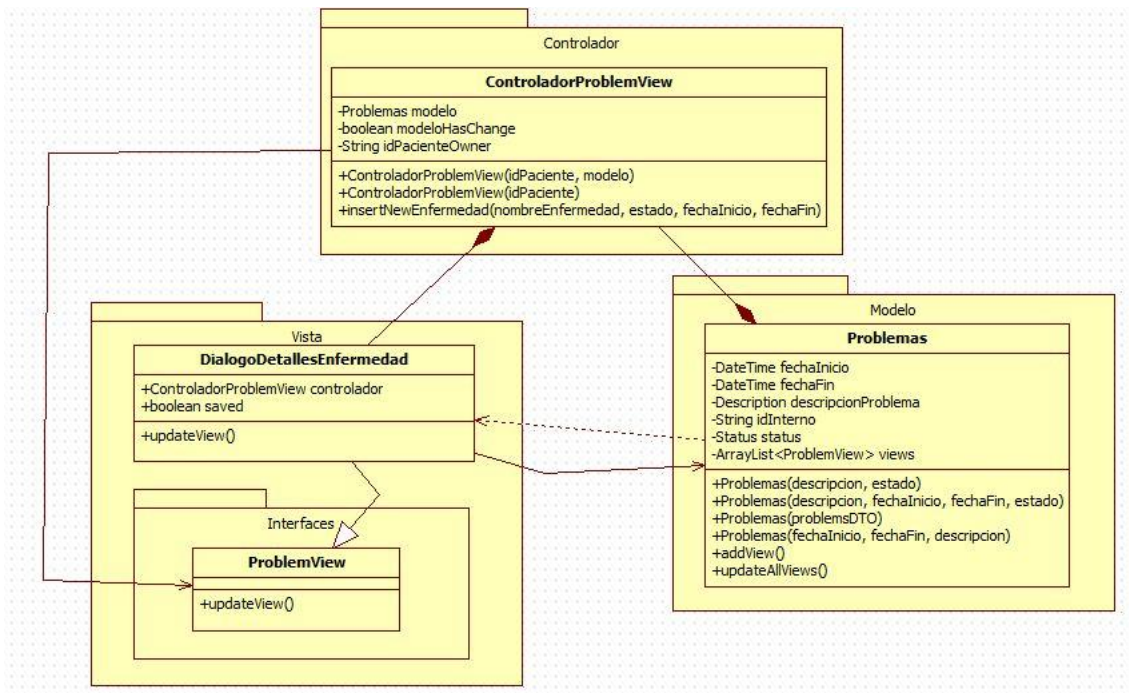 Controlador
ControladorProblemView
-Problemas modelo
-boolean modeloHasChange
-String idPacienteOwner
+ControladorProblemView(idPaciente, modelo)
+ControladorProblemView(idPaciente)
+insertNewEnfermedad(nombreEnfermedad, estado, fechaInicio, fechaFin)
Vista
DialogoDetallesEnfermedad
+ControladorProblemView controlador
+boolean saved
+updateView()
Interfaces
ProblemView
+updateView()
Modelo
Problemas
-DateTime fechaInicio
-DateTime fechaFin
-Description descripcionProblema
-String idInterno
-Status status
-ArrayList<ProblemView> views
+Problemas(descripcion, estado)
+Problemas(descripcion, fechaInicio, fechaFin, estado)
+Problemas(problemsDTO)
+Problemas(fechaInicio, fechaFin, descripcion)
+addView()
+updateAllViews()